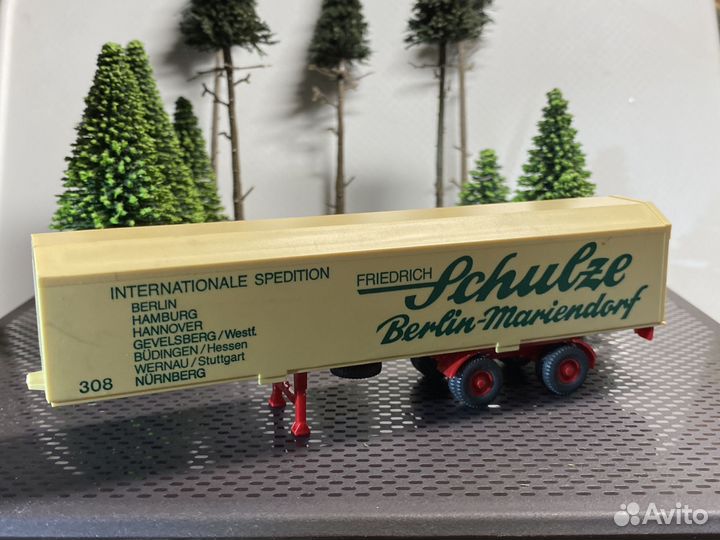 INTERNATIONALE SPEDITION
BERLIN
HAMBURG
HANNOVER
GEVELSBERG/Westf.
BÜDINGEN/Hessen
WERNAU/Stuttgart
NÜRNBERG
308
FRIEDRICH
Schulze
Berlin-Mariendorf
Avito